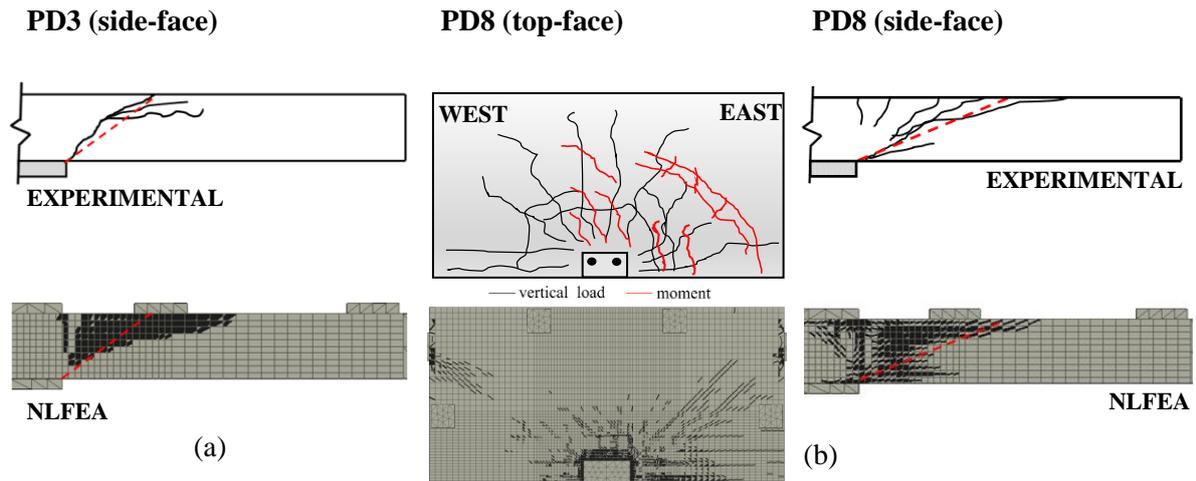 PD3 (side-face)
PD8 (top-face)
PD8 (side-face)
EXPERIMENTAL
WEST
EAST
EXPERIMENTAL
vertical load
moment
NLFEA
NLFEA
(a)
(b)